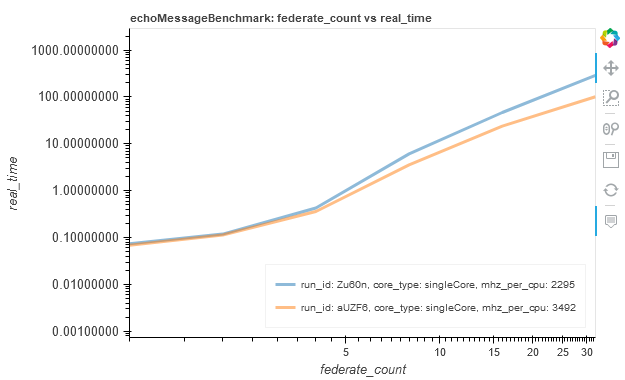 echoMessageBenchmark: federate_count vs real_time
1000.00000000
100.00000000
10.00000000
1.00000000
0.10000000
0.01000000
0.00100000
real_time
run_id: Zu60n, core_type: singleCore, mhz_per_cpu: 2295
run_id: aUZF6, core_type: singleCore, mhz_per_cpu: 3492
5 10 15 20 25 30
federate_count